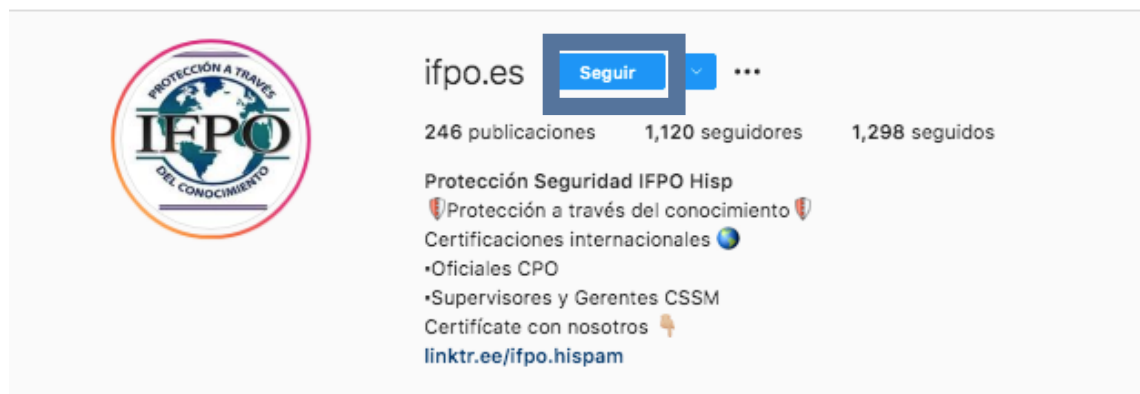 PROTECCIÓN A TRAVÉS
IFPO
DEL CONOCIMIENTO
ifpo.es Seguir
246 publicaciones 1,120 seguidores 1,298 seguidos
Protección Seguridad IFPO Hisp
Protección a través del conocimiento
Certificaciones internacionales
•Oficiales CPO
•Supervisores y Gerentes CSSM
Certifícate con nosotros
linktr.ee/ifpo.hispam